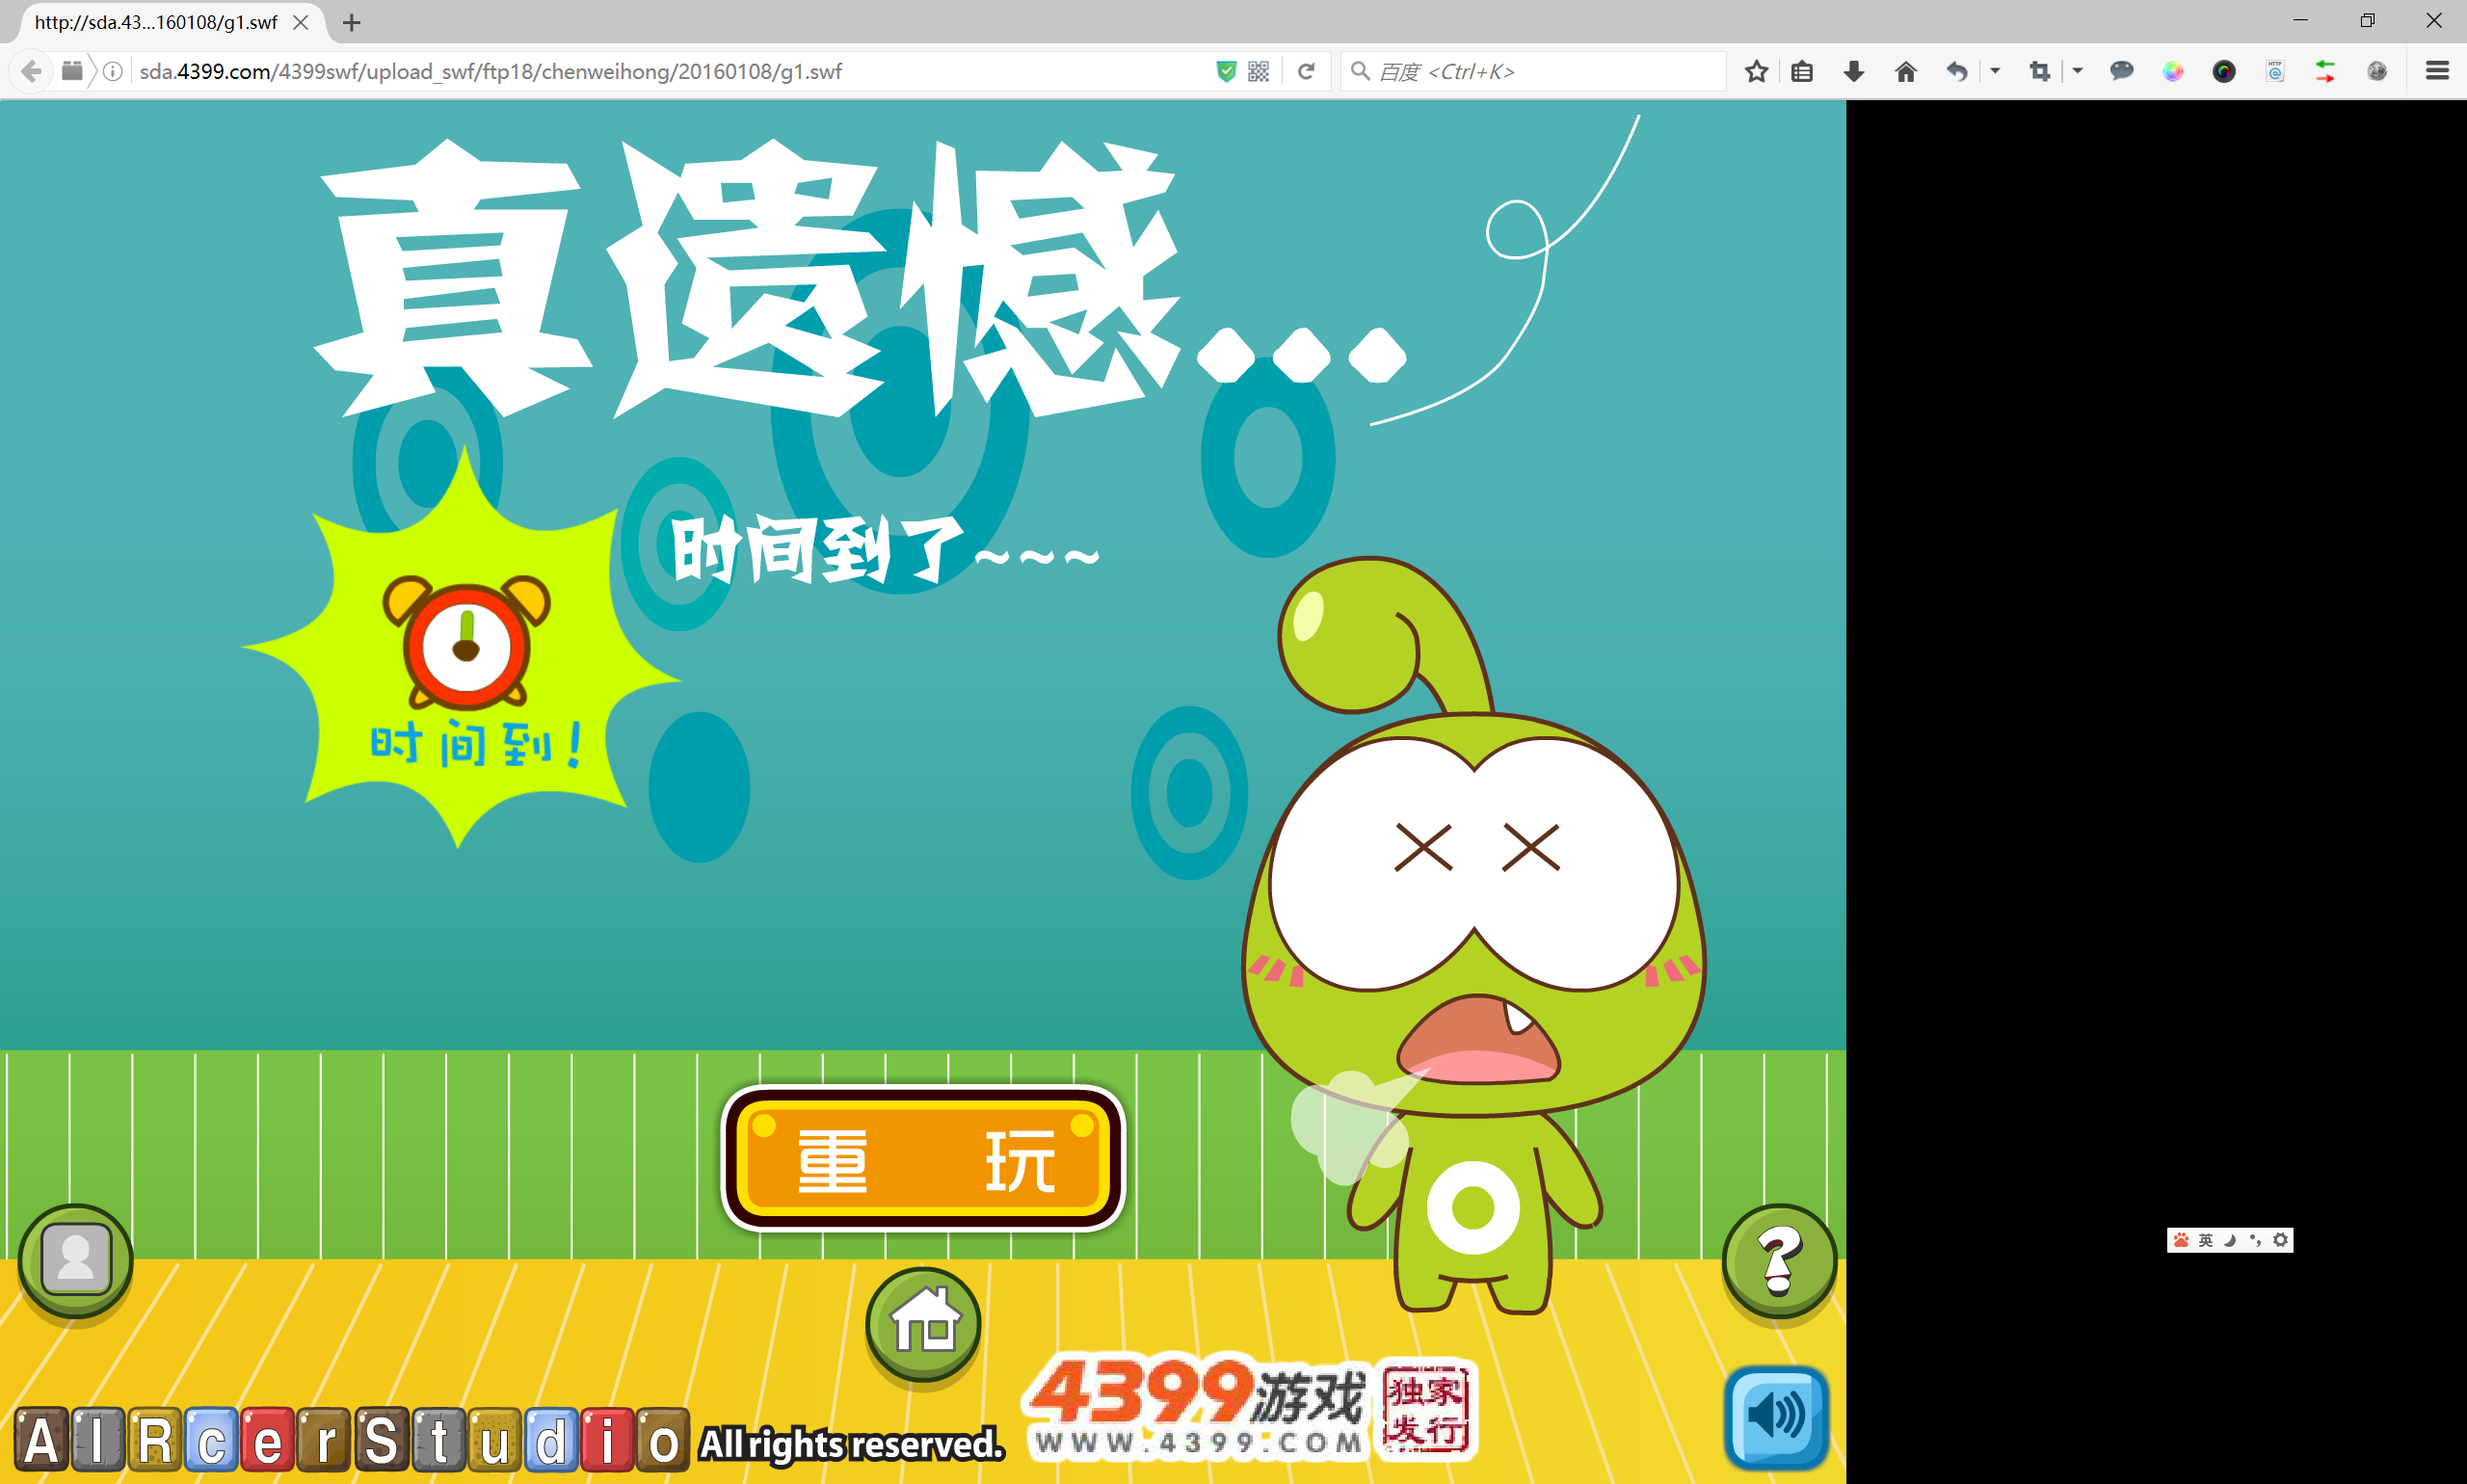 http://sda.43...160108/g1.swf
sda.4399.com/4399swf/upload_swf/ftp18/chenweihong/20160108/g1.swf
百度 <Ctrl+K>
真遗憾...
时间到了~~~
时间到!
重 玩
英
AIRcerStudio All rights reserved.
4399游戏
独家
发行
WWW.4399.COM